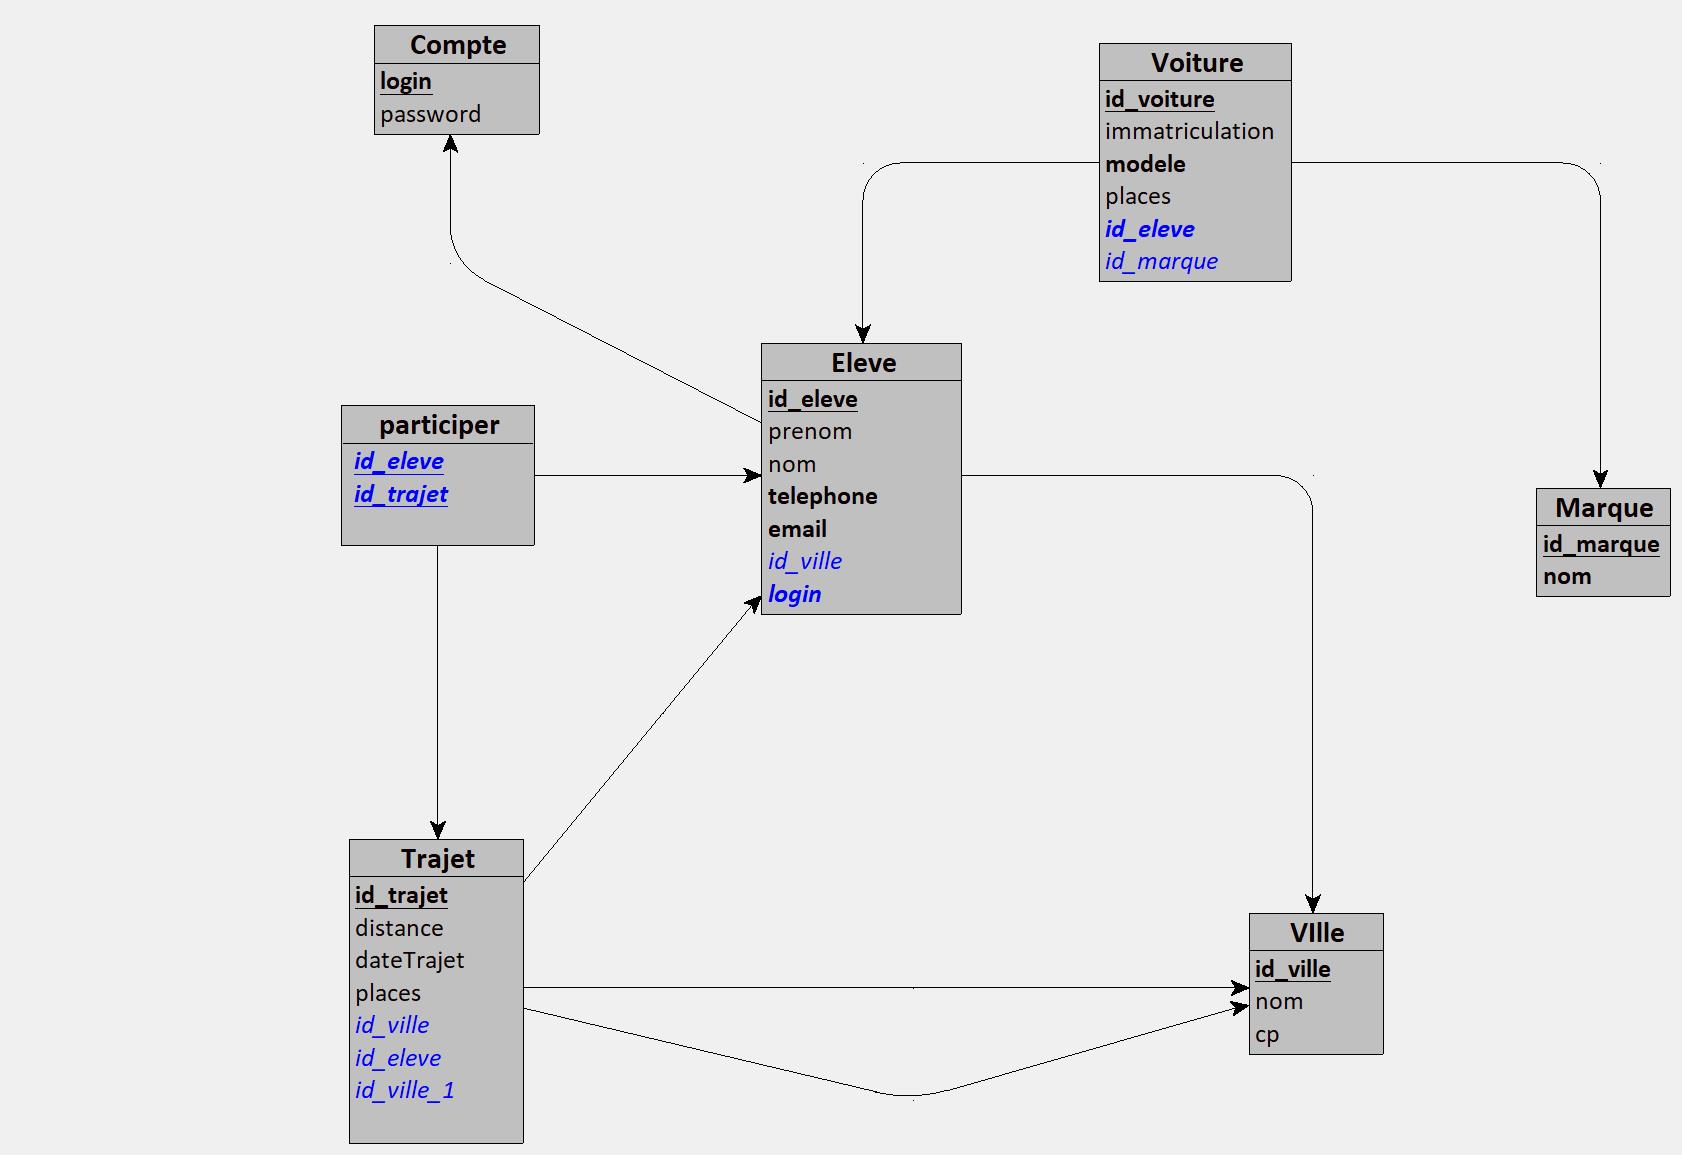 Compte
login
password
Voiture
id_voiture
immatriculation
modele
places
id_eleve
id_marque
Eleve
id_eleve
prenom
nom
telephone
email
id_ville
login
participer
id_eleve
id_trajet
Marque
id_marque
nom
Trajet
id_trajet
distance
dateTrajet
places
id_ville
id_eleve
id_ville_1
VIlle
id_ville
nom
cp